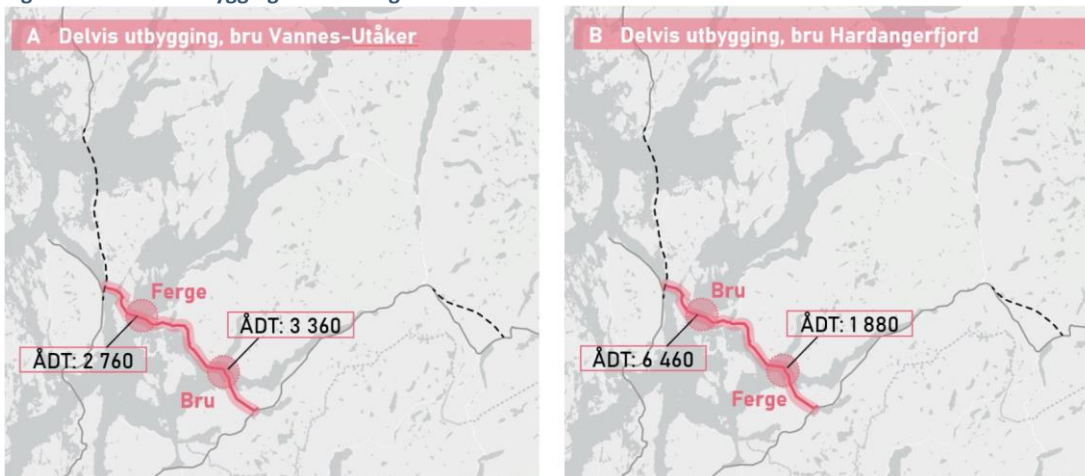 A Delvis utbygging, bru Vannes-Utåker
Ferge
ÅDT: 3 360
ÅDT: 2 760
Bru
B Delvis utbygging, bru Hardangerfjord
Bru
ÅDT: 1 880
ÅDT: 6 460
Ferge